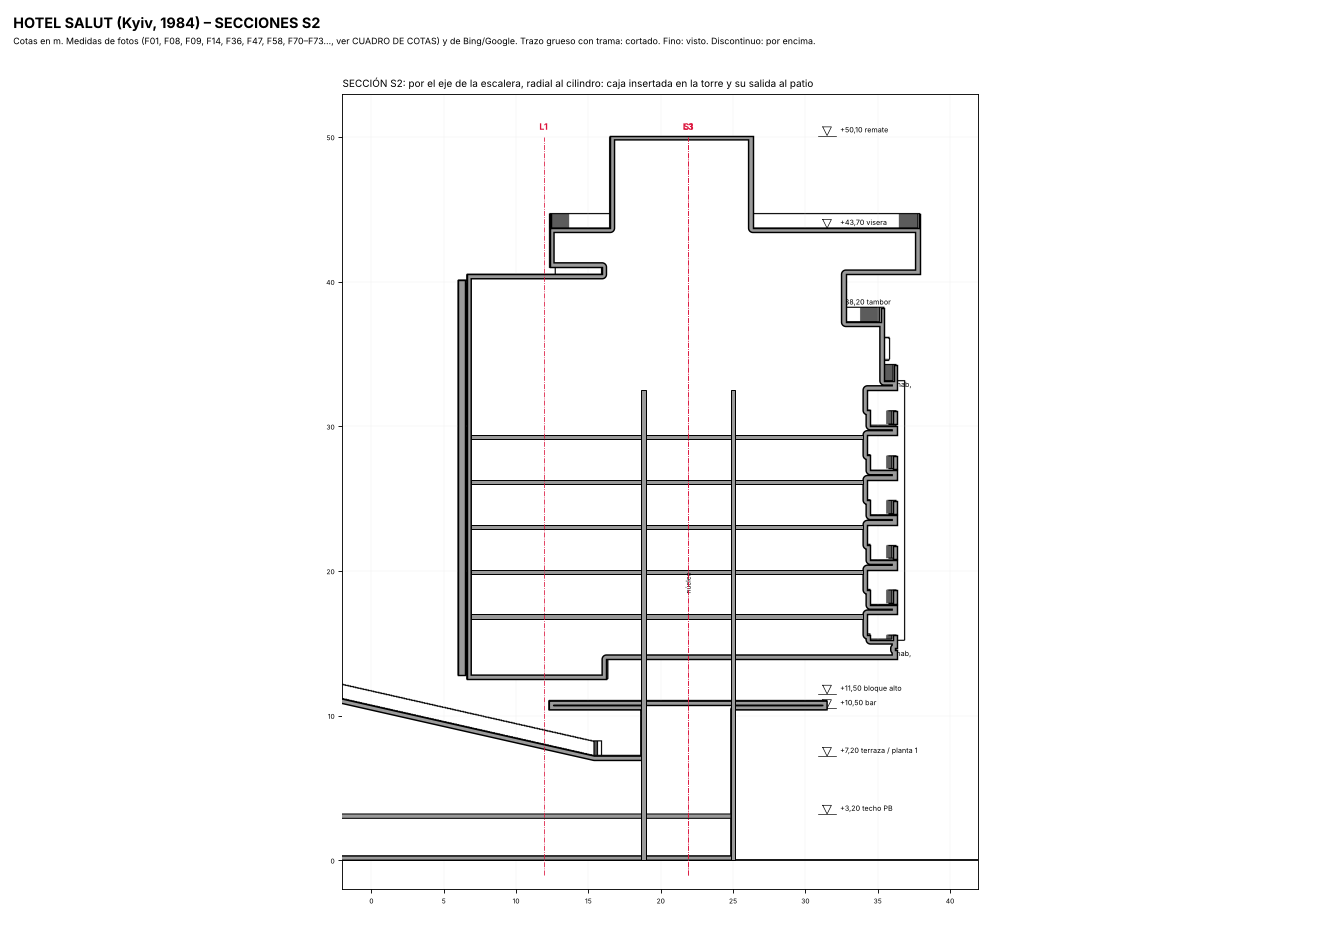 HOTEL SALUT (Kyiv, 1984) – SECCIONES S2
Cotas en m. Medidas de fotos (F01, F08, F09, F14, F36, F47, F58, F70–F73..., ver CUADRO DE COTAS) y de Bing/Google. Trazo grueso con trama: cortado. Fino: visto. Discontinuo: por encima.
SECCIÓN S2: por el eje de la escalera, radial al cilindro: caja insertada en la torre y su salida al patio
L1
+50,10 remate
50
+43,70 visera
40
38,20 tambor
hab,
30
20
núcleo
hab,
+11,50 bloque alto
+10,50 bar
10
+7,20 terraza / planta 1
+3,20 techo PB
0
0 5 10 15 20 25 30 35 40